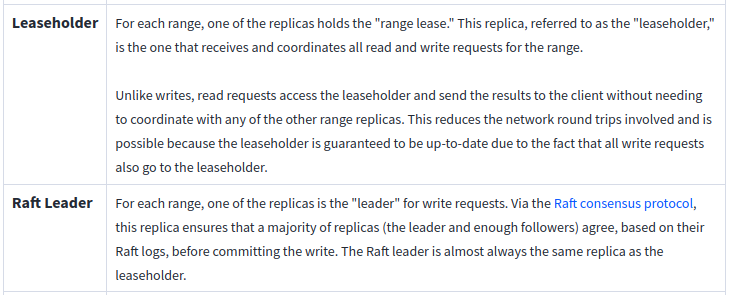 Leaseholder
For each range, one of the replicas holds the "range lease." This replica, referred to as the "leaseholder,"
is the one that receives and coordinates all read and write requests for the range.
Unlike writes, read requests access the leaseholder and send the results to the client without needing
to coordinate with any of the other range replicas. This reduces the network round trips involved and is
possible because the leaseholder is guaranteed to be up-to-date due to the fact that all write requests
also go to the leaseholder.
Raft Leader
For each range, one of the replicas is the "leader" for write requests. Via the Raft consensus protocol,
this replica ensures that a majority of replicas (the leader and enough followers) agree, based on their
Raft logs, before committing the write. The Raft leader is almost always the same replica as the
leaseholder.